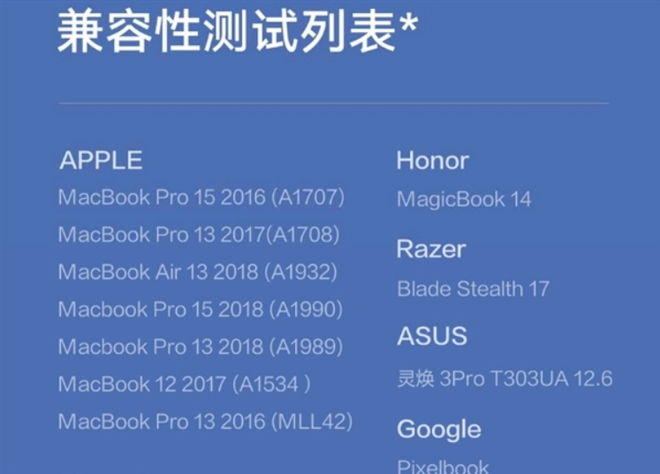 兼容性测试列表*
APPLE
MacBook Pro 15 2016 (A1707)
MacBook Pro 13 2017(A1708)
MacBook Air 13 2018 (A1932)
Macbook Pro 15 2018 (A1990)
Macbook Pro 13 2018 (A1989)
MacBook 12 2017 (A1534 )
MacBook Pro 13 2016 (MLL42)
Honor
MagicBook 14
Razer
Blade Stealth 17
ASUS
灵焕 3Pro T303UA 12.6
Google
Pixelbook